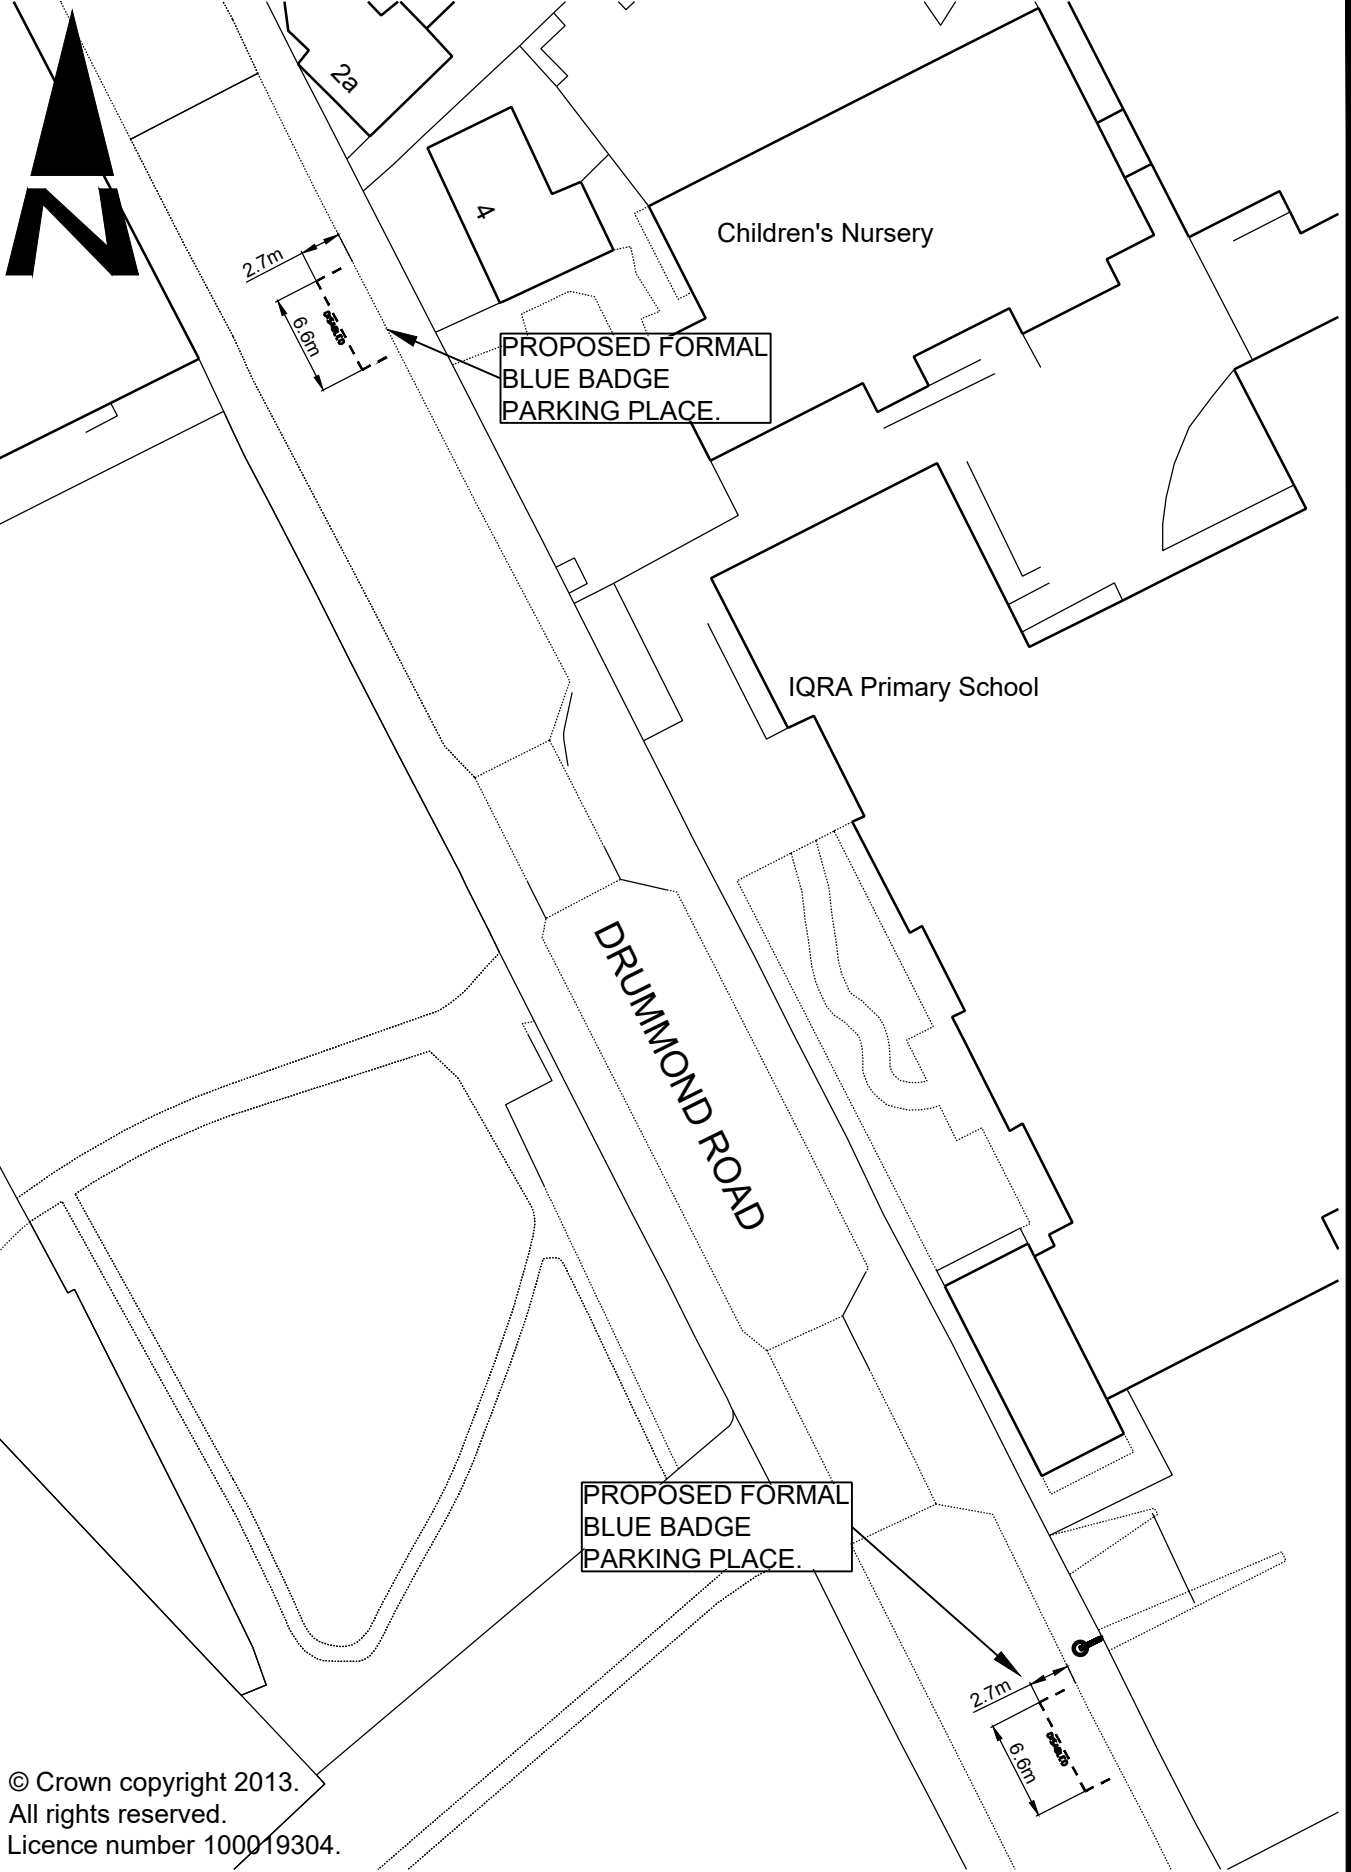 2a
N
4
Children's Nursery
2.7m
6.6m
DISABLED
PROPOSED FORMAL
BLUE BADGE
PARKING PLACE.
IQRA Primary School
DRUMMOND ROAD
PROPOSED FORMAL
BLUE BADGE
PARKING PLACE.
2.7m
6.6m
DISABLED
© Crown copyright 2013.
All rights reserved.
Licence number 100019304.